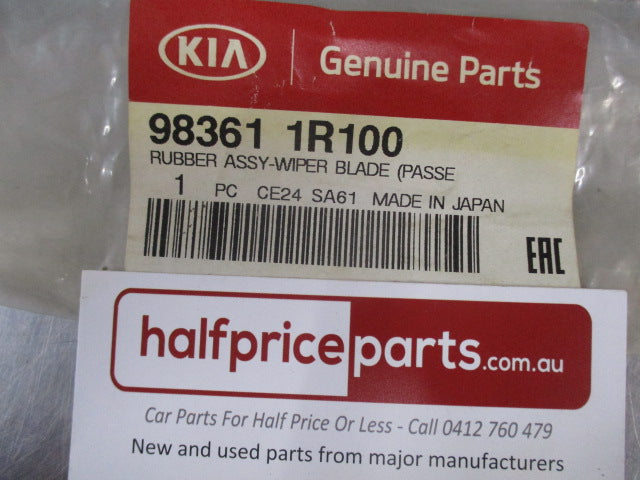 KIA Genuine Parts
98361 1R100
RUBBER ASSY-WIPER BLADE (PASSE
1 PC CE24 SA61 MADE IN JAPAN
EAC
halfpriceparts.com.au
Car Parts For Half Price Or Less - Call 0412 760 479
New and used parts from major manufacturers